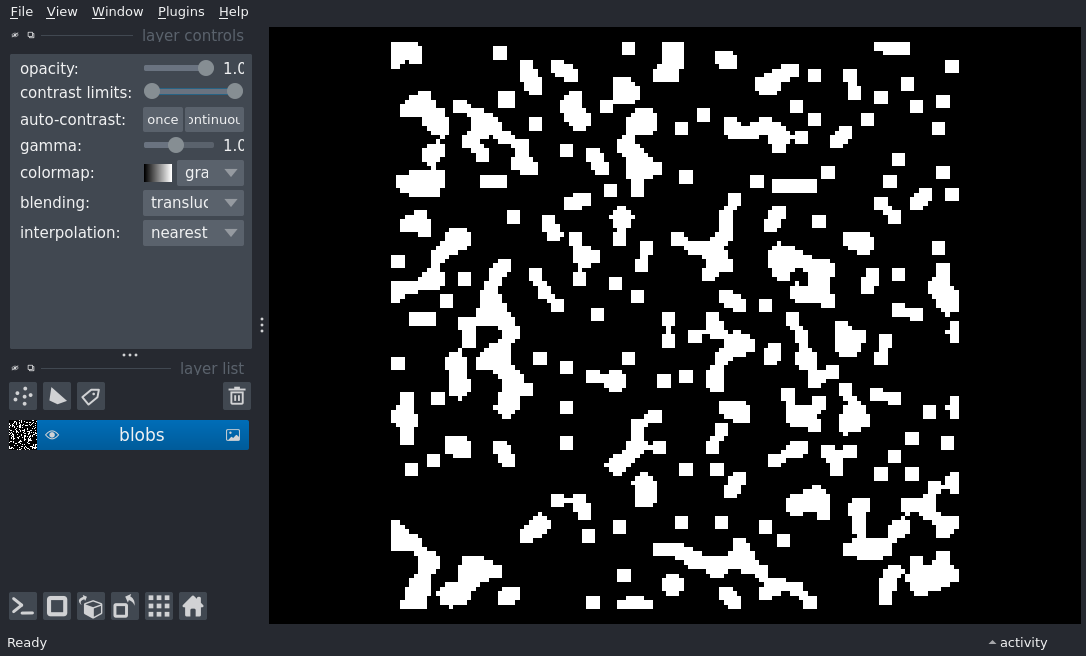 File View Window Plugins Help
layer controls
opacity: 1.0
contrast limits:
auto-contrast: once ontinuou
gamma: 1.0
colormap: gra
blending: transluc
interpolation: nearest
layer list
blobs
Ready
activity